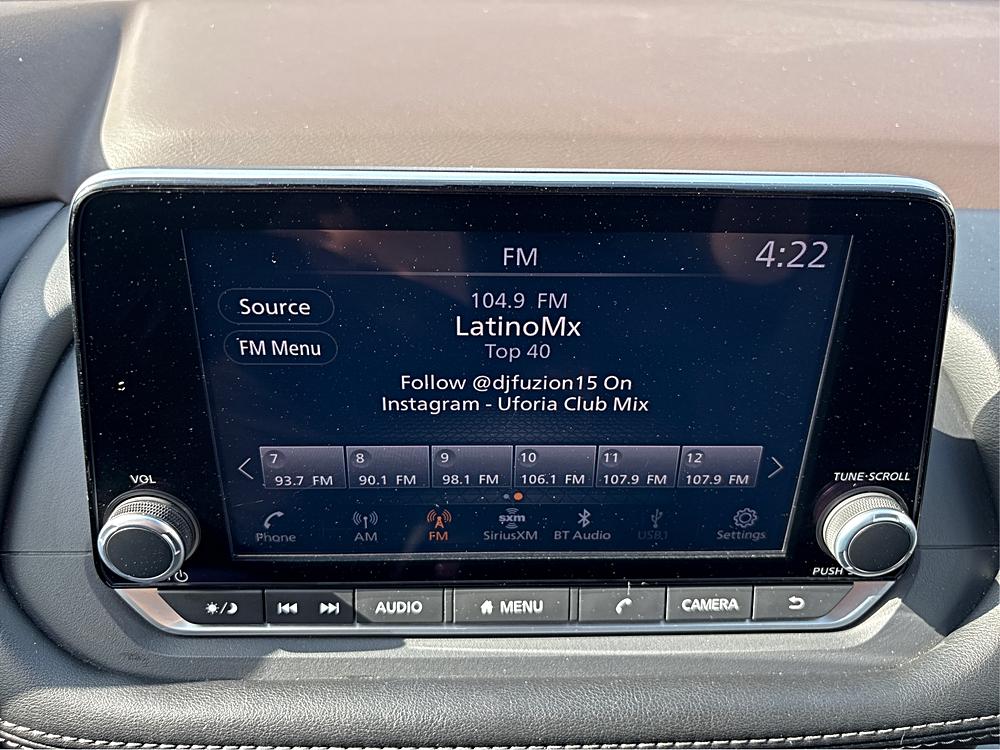 FM
4:22
Source
104.9 FM
LatinoMx
FM Menu
Top 40
Follow @djfuzion15 On
Instagram - Uforia Club Mix
7 8 9 10 11 12
93.7 FM 90.1 FM 98.1 FM 106.1 FM 107.9 FM 107.9 FM
VOL
TUNE·SCROLL
sxm
Phone AM FM SiriusXM BT Audio USB1 Settings
PUSH
AUDIO MENU CAMERA